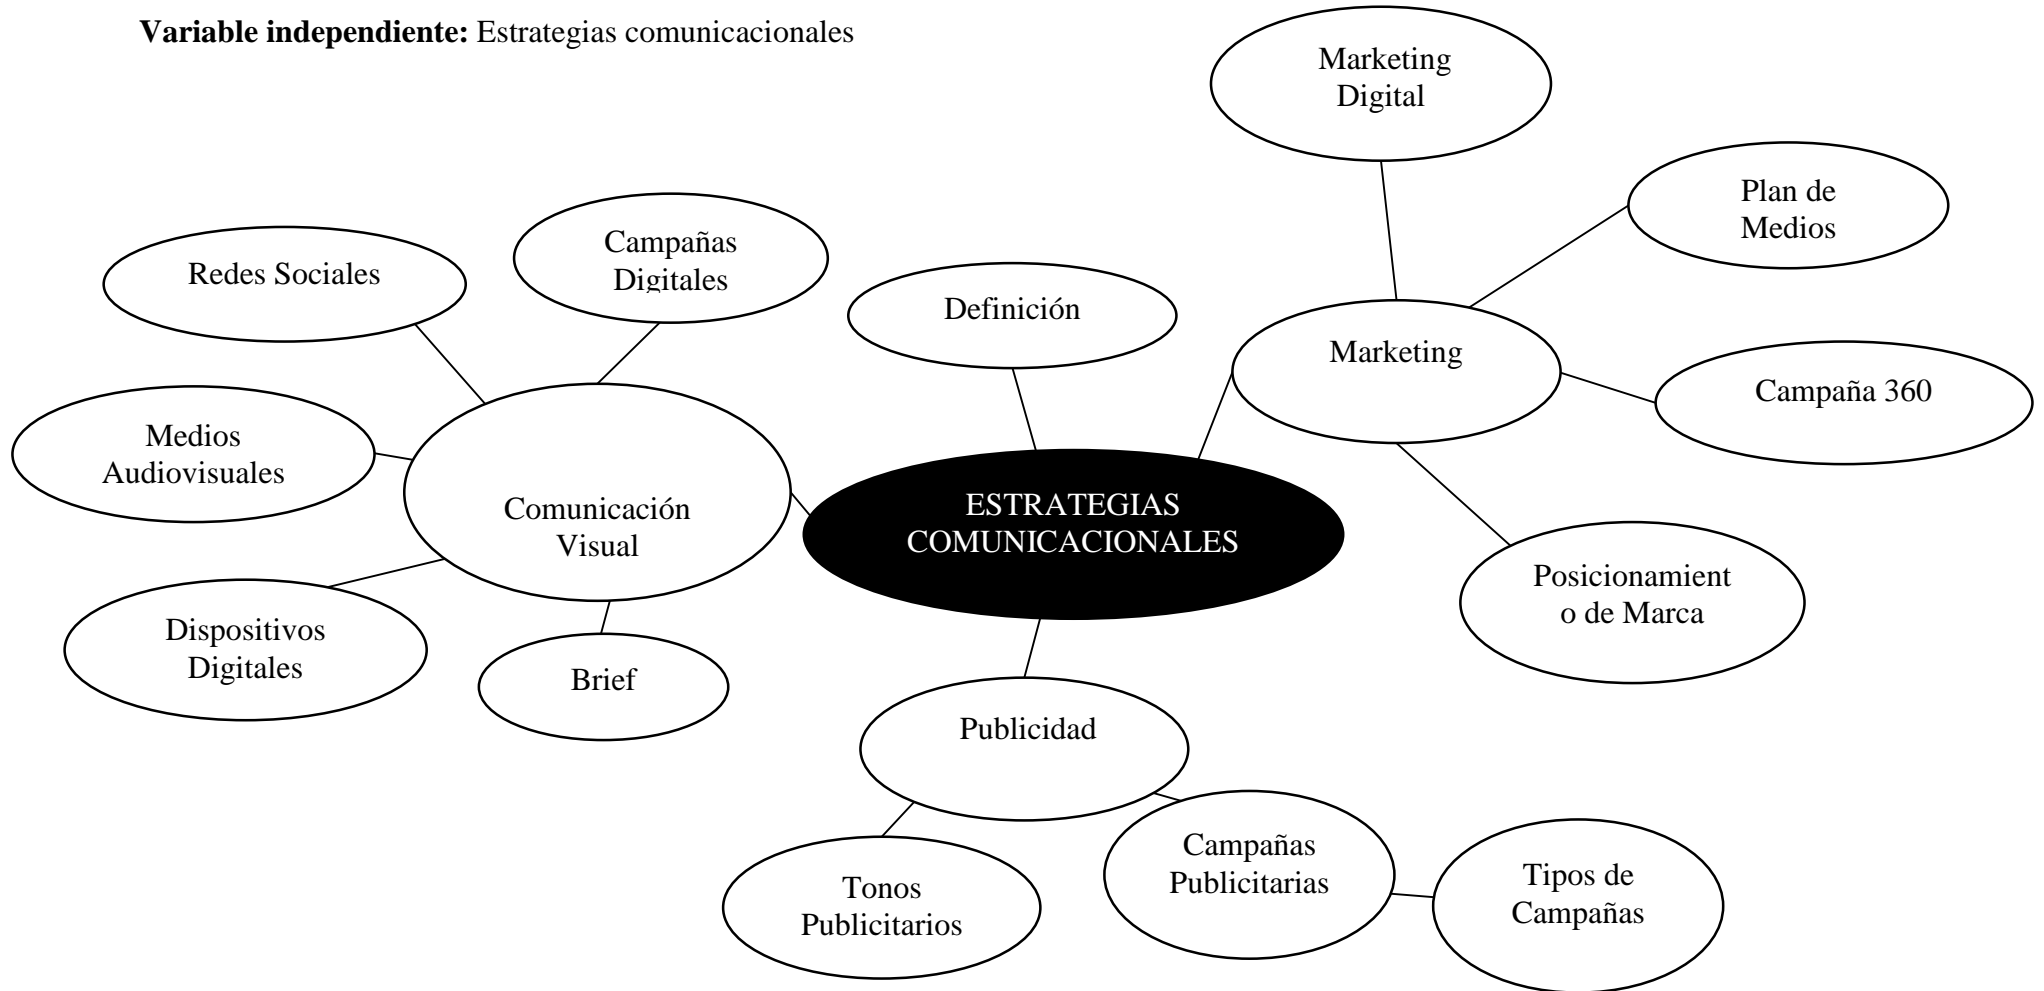 Variable independiente: Estrategias comunicacionales
Marketing
Digital
Plan de
Medios
Campañas
Digitales
Redes Sociales
Definición
Marketing
Campaña 360
Medios
Audiovisuales
Comunicación
Visual
ESTRATEGIAS
COMUNICACIONALES
Posicionamient
o de Marca
Dispositivos
Digitales
Brief
Publicidad
Campañas
Publicitarias
Tipos de
Campañas
Tonos
Publicitarios